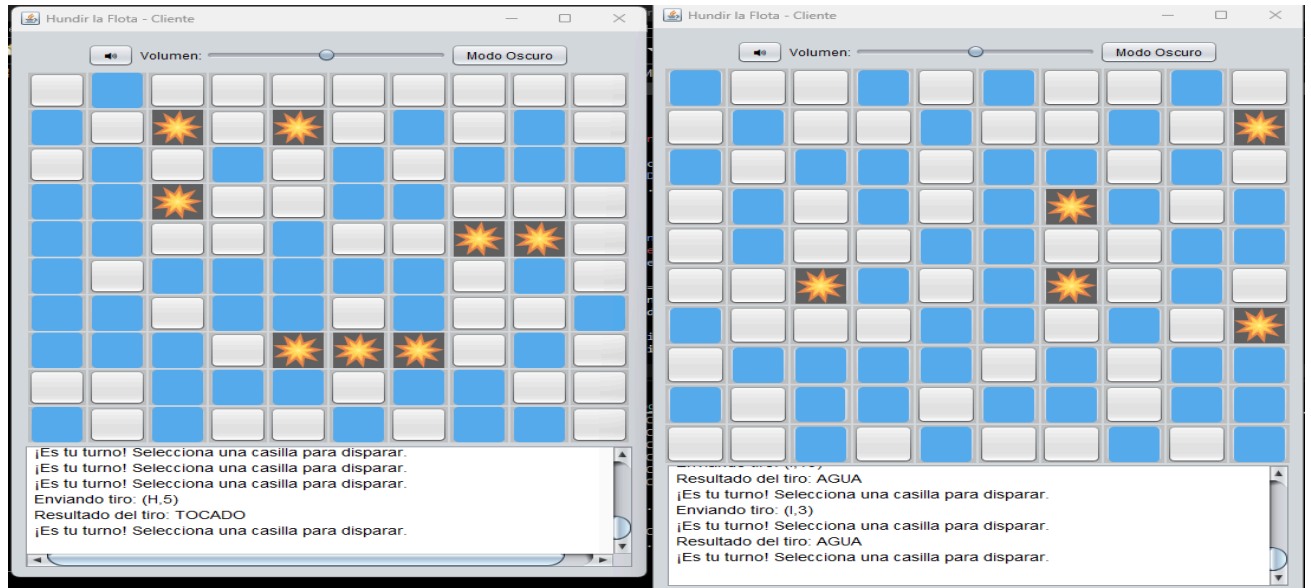 Hundir la Flota - Cliente
Volumen:
Modo Oscuro
¡Es tu turno! Selecciona una casilla para disparar.
¡Es tu turno! Selecciona una casilla para disparar.
¡Es tu turno! Selecciona una casilla para disparar.
Enviando tiro: (H,5)
Resultado del tiro: TOCADO
¡Es tu turno! Selecciona una casilla para disparar.
Hundir la Flota - Cliente
Volumen:
Modo Oscuro
Enviando tiro:
Resultado del tiro: AGUA
¡Es tu turno! Selecciona una casilla para disparar.
Enviando tiro: (I,3)
¡Es tu turno! Selecciona una casilla para disparar.
Resultado del tiro: AGUA
¡Es tu turno! Selecciona una casilla para disparar.